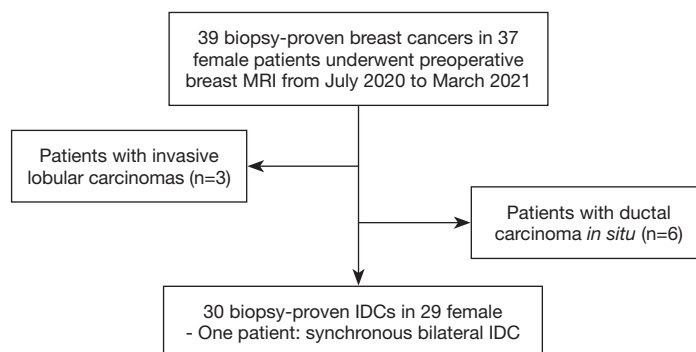 39 biopsy-proven breast cancers in 37
female patients underwent preoperative
breast MRI from July 2020 to March 2021
Patients with invasive
lobular carcinomas (n=3)
Patients with ductal
carcinoma in situ (n=6)
30 biopsy-proven IDCs in 29 female
- One patient: synchronous bilateral IDC